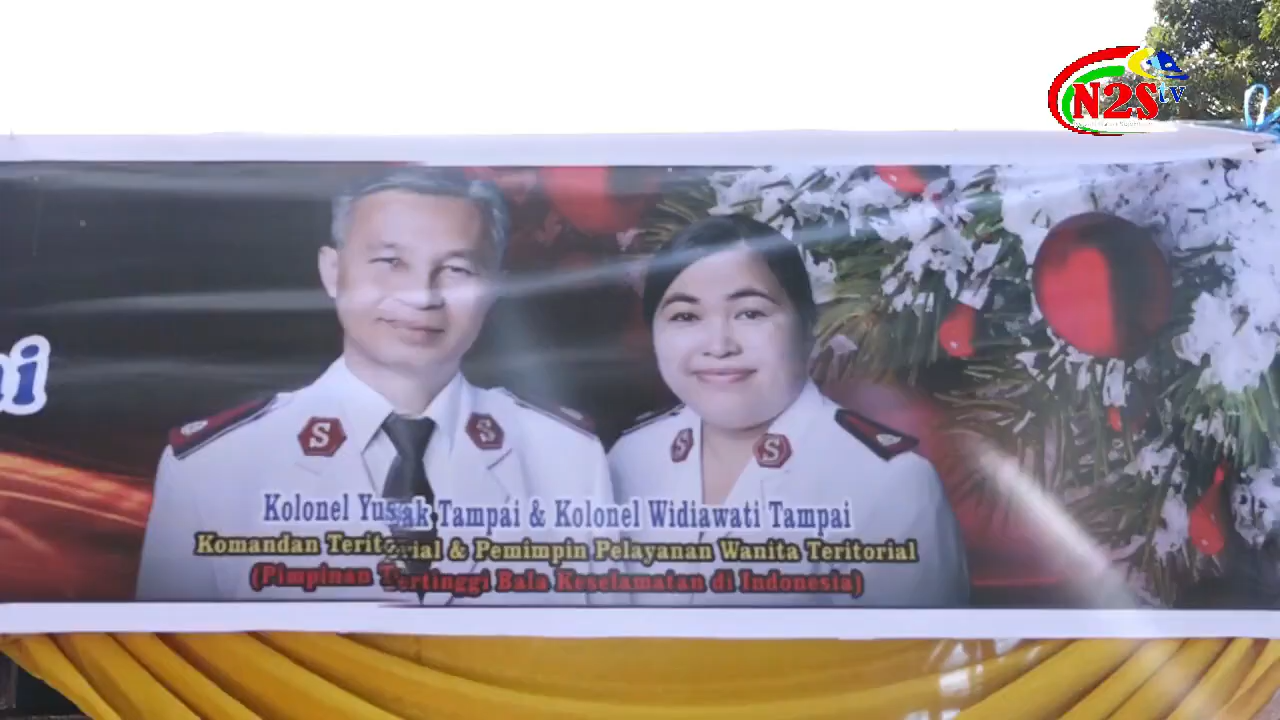 N2S tv
ai
S S S S
Kolonel Yusak Tampai & Kolonel Widiawati Tampai
Komandan Teritorial & Pemimpin Pelayanan Wanita Teritorial
(Pimpinan Tertinggi Bala Keselamatan di Indonesia)